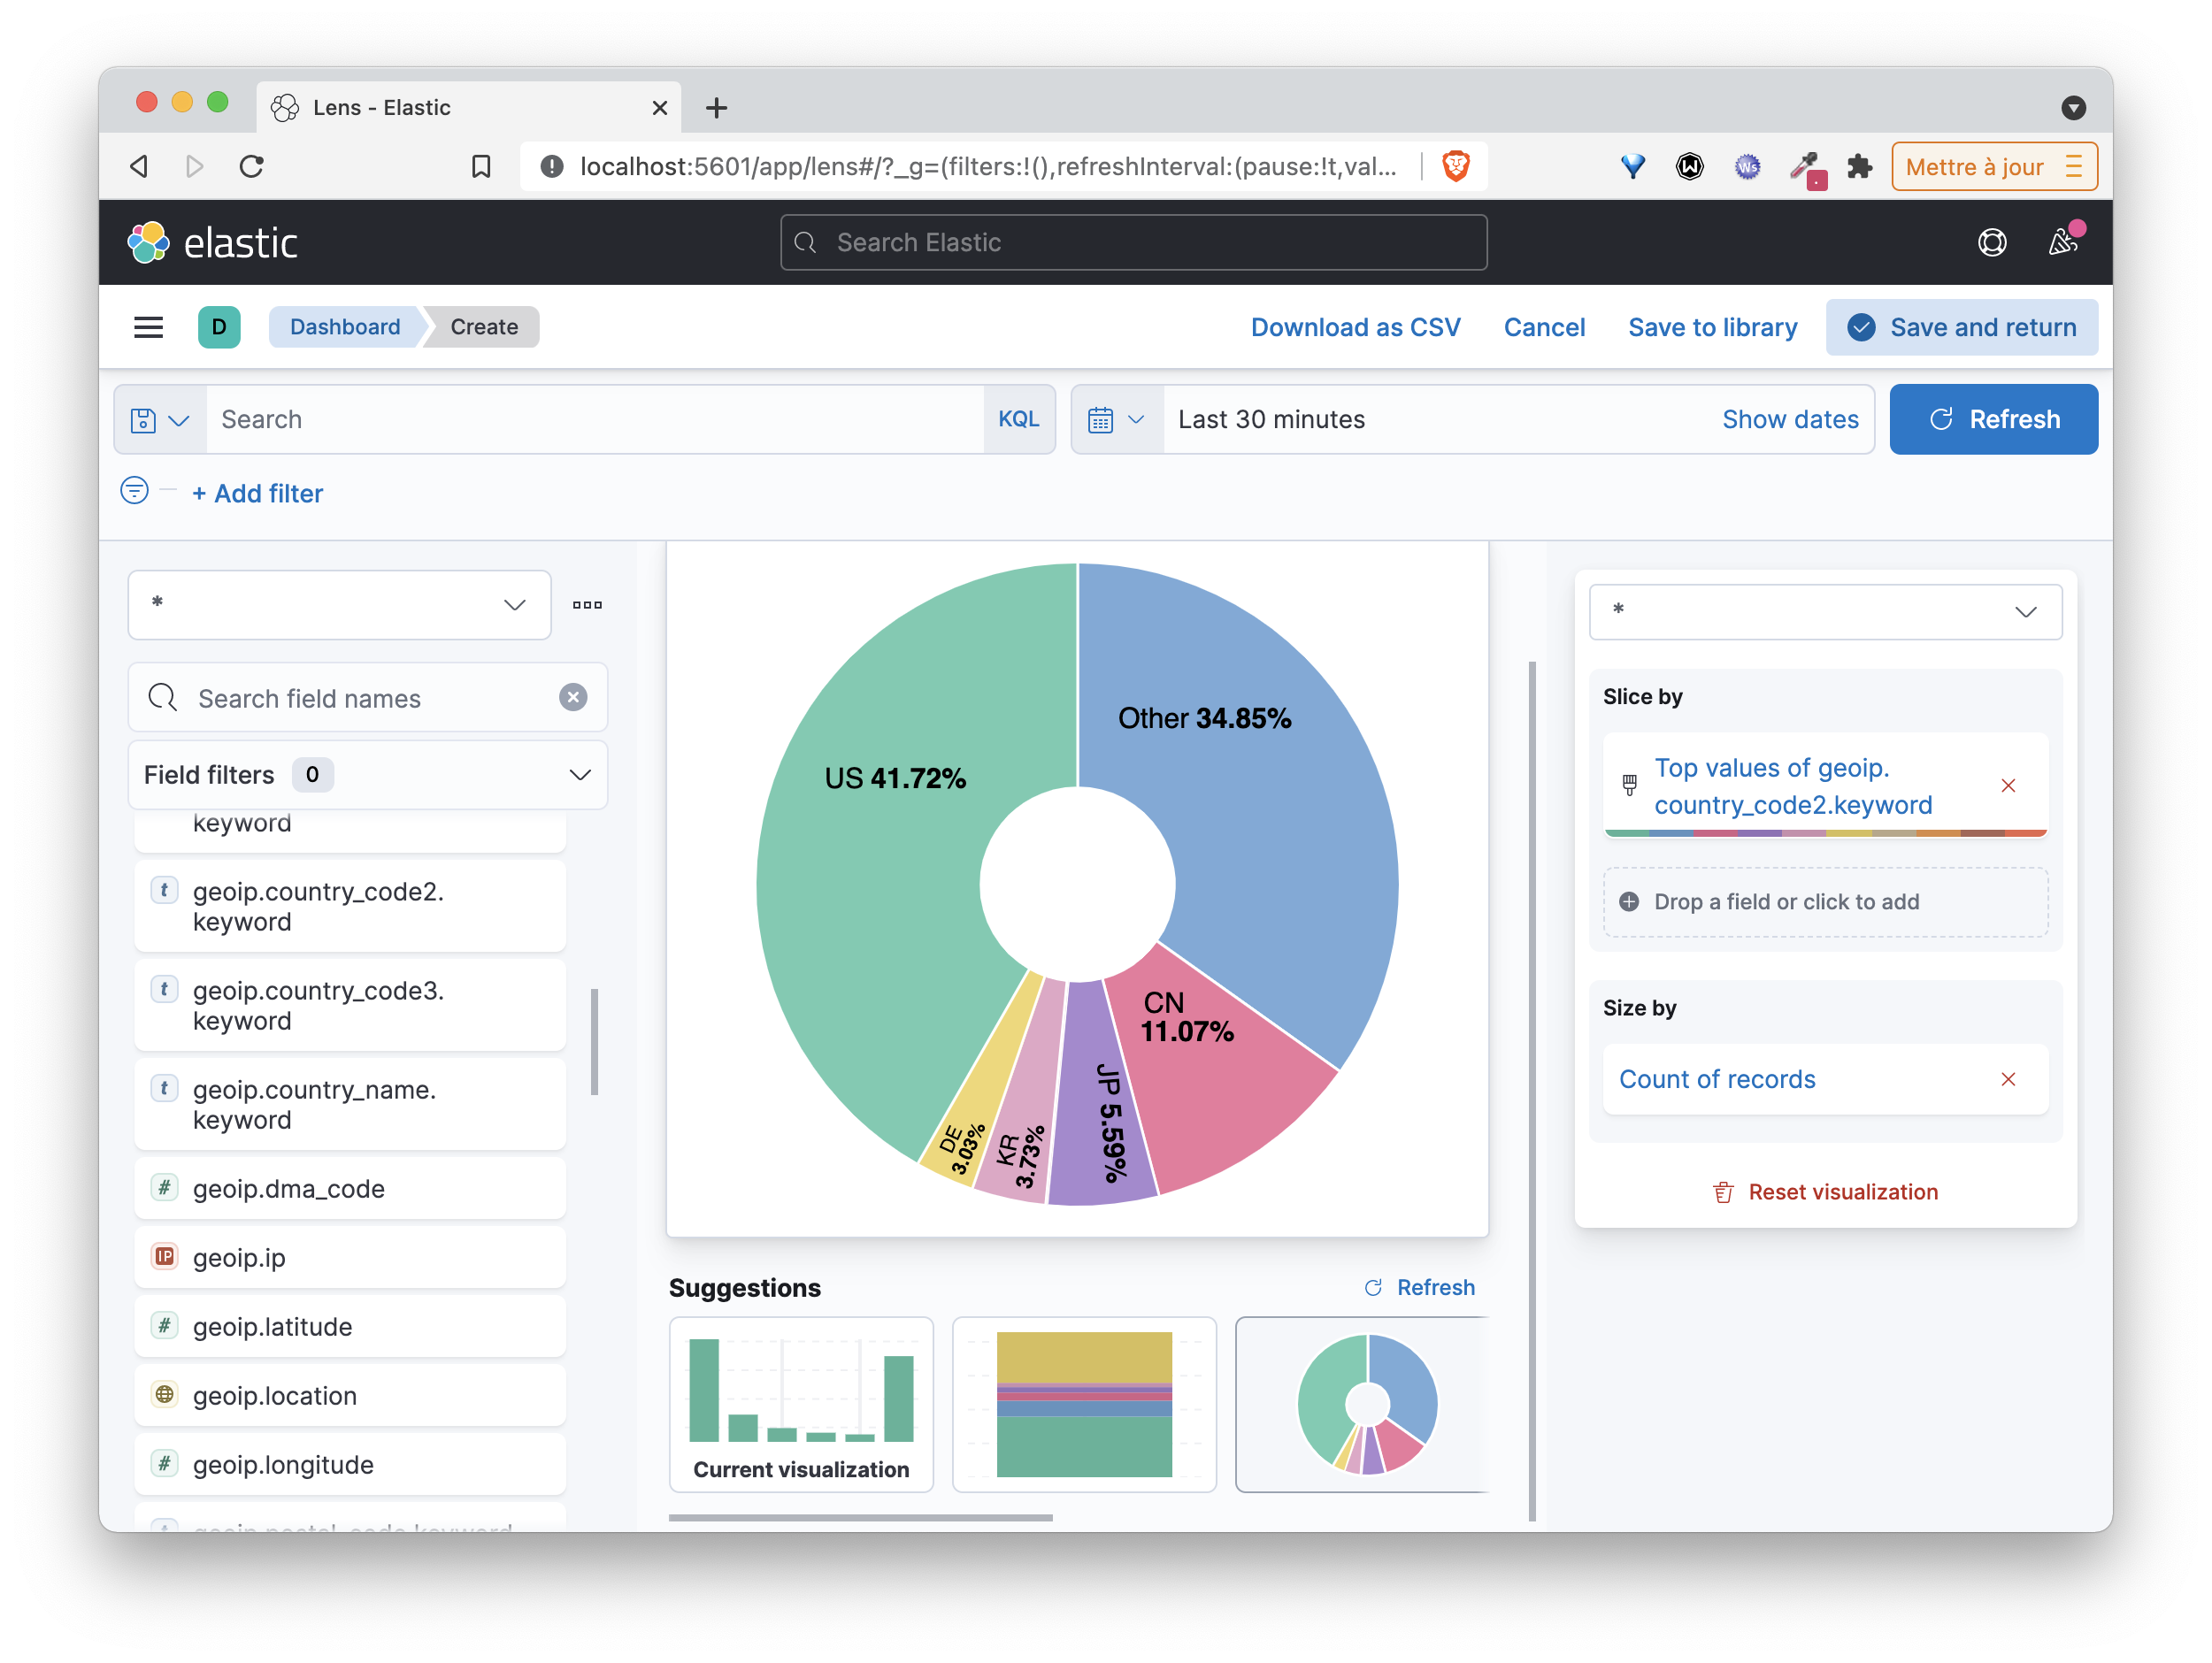 Lens - Elastic
localhost:5601/app/lens#/?_g=(filters:!(),refreshInterval:(pause:!t,val...
Mettre à jour
elastic
Search Elastic
D
Dashboard
Create
Download as CSV
Cancel
Save to library
Save and return
Search
KQL
Last 30 minutes
Show dates
Refresh
+ Add filter
*
Search field names
Field filters 0
keyword
t geoip.country_code2.
keyword
t geoip.country_code3.
keyword
t geoip.country_name.
keyword
# geoip.dma_code
IP geoip.ip
# geoip.latitude
geoip.location
# geoip.longitude
Other 34.85%
US 41.72%
CN
11.07%
JP 5.59%
KR
3.73%
DE
3.03%
Suggestions
Refresh
Current visualization
*
Slice by
Top values of geoip.
country_code2.keyword
Drop a field or click to add
Size by
Count of records
Reset visualization